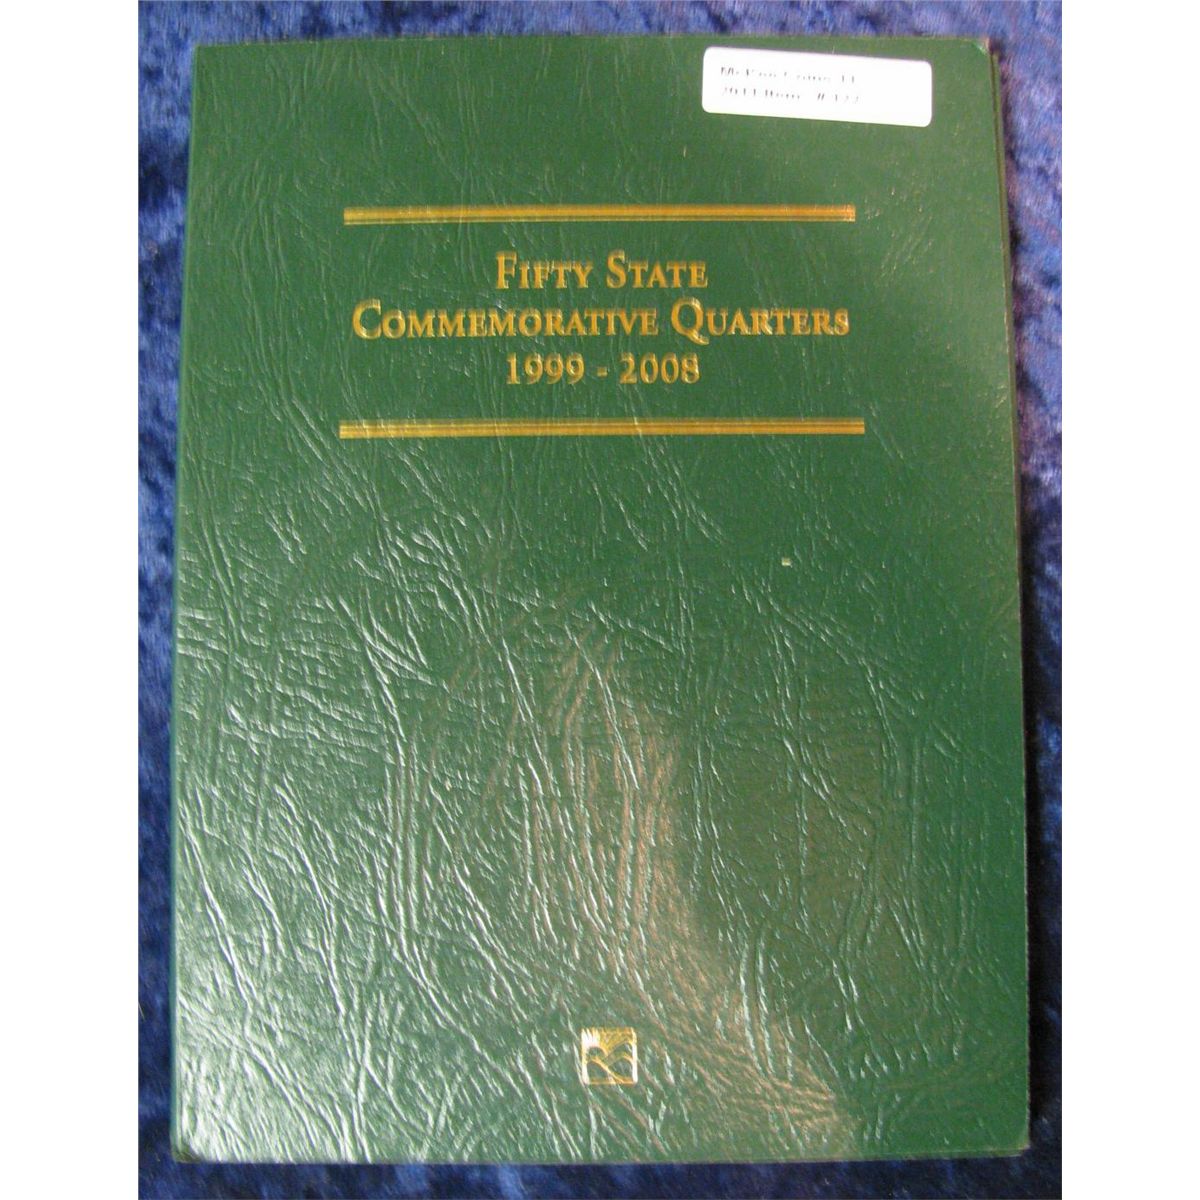 FIFTY STATE
COMMEMORATIVE QUARTERS
1999 - 2008